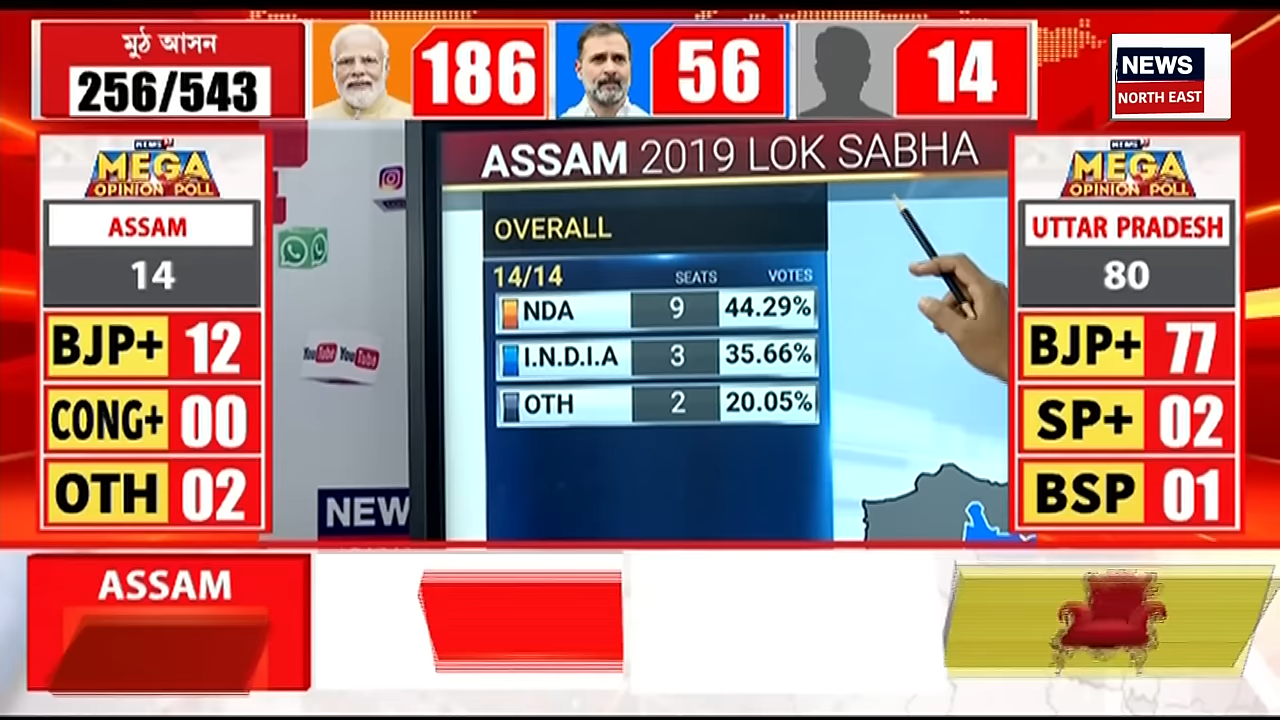 মুঠ আসন
256/543
186
56
14
NEWS
NORTH EAST
MEGA
OPINION POLL
ASSAM
14
BJP+ 12
CONG+ 00
OTH 02
ASSAM 2019 LOK SABHA
OVERALL
14/14 SEATS VOTES
NDA 9 44.29%
I.N.D.I.A 3 35.66%
OTH 2 20.05%
YouTube YouTube
NEW
MEGA
OPINION POLL
UTTAR PRADESH
80
BJP+ 77
SP+ 02
BSP 01
ASSAM